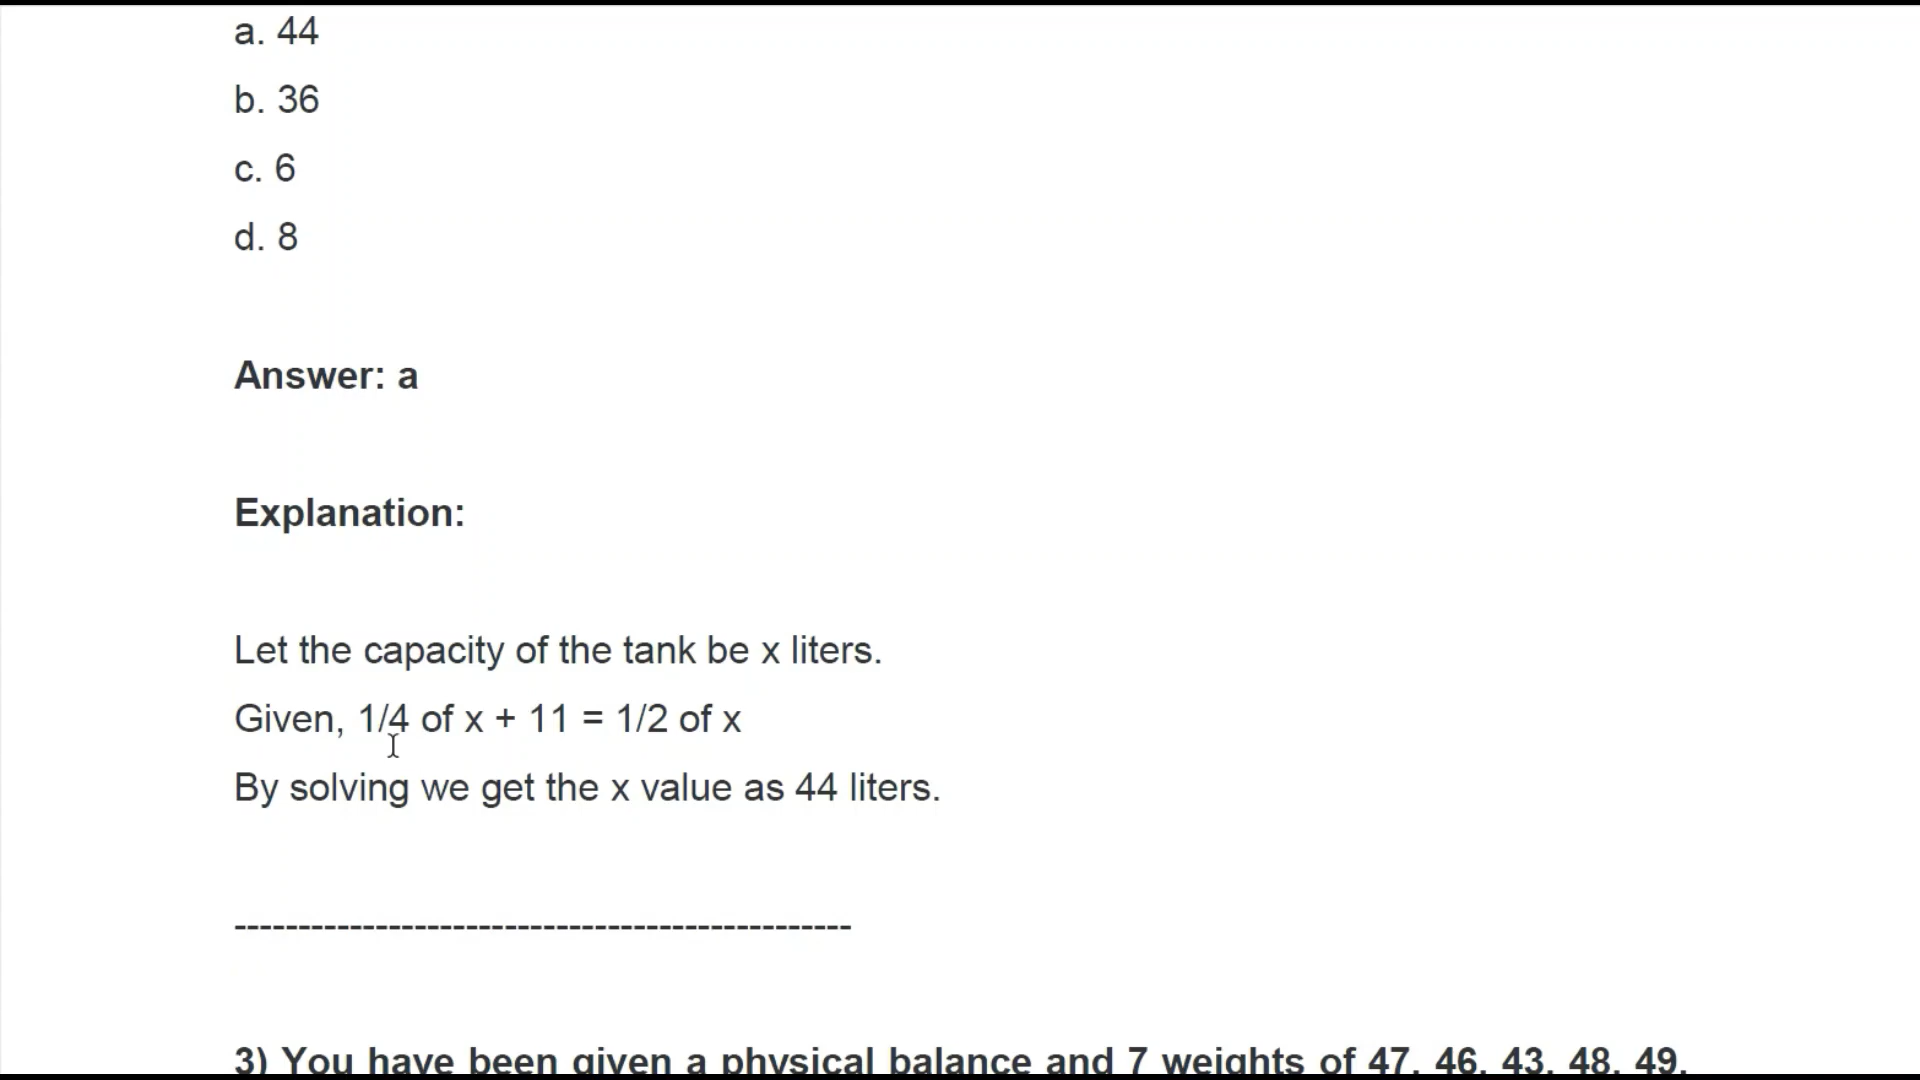 a. 44
b. 36
c. 6
d. 8
Answer: a
Explanation:
Let the capacity of the tank be x liters.
Given, 1/4 of x + 11 = 1/2 of x
By solving we get the x value as 44 liters.
------------------------------------------------
3) You have been given a physical balance and 7 weights of 47, 46, 43, 48, 49,